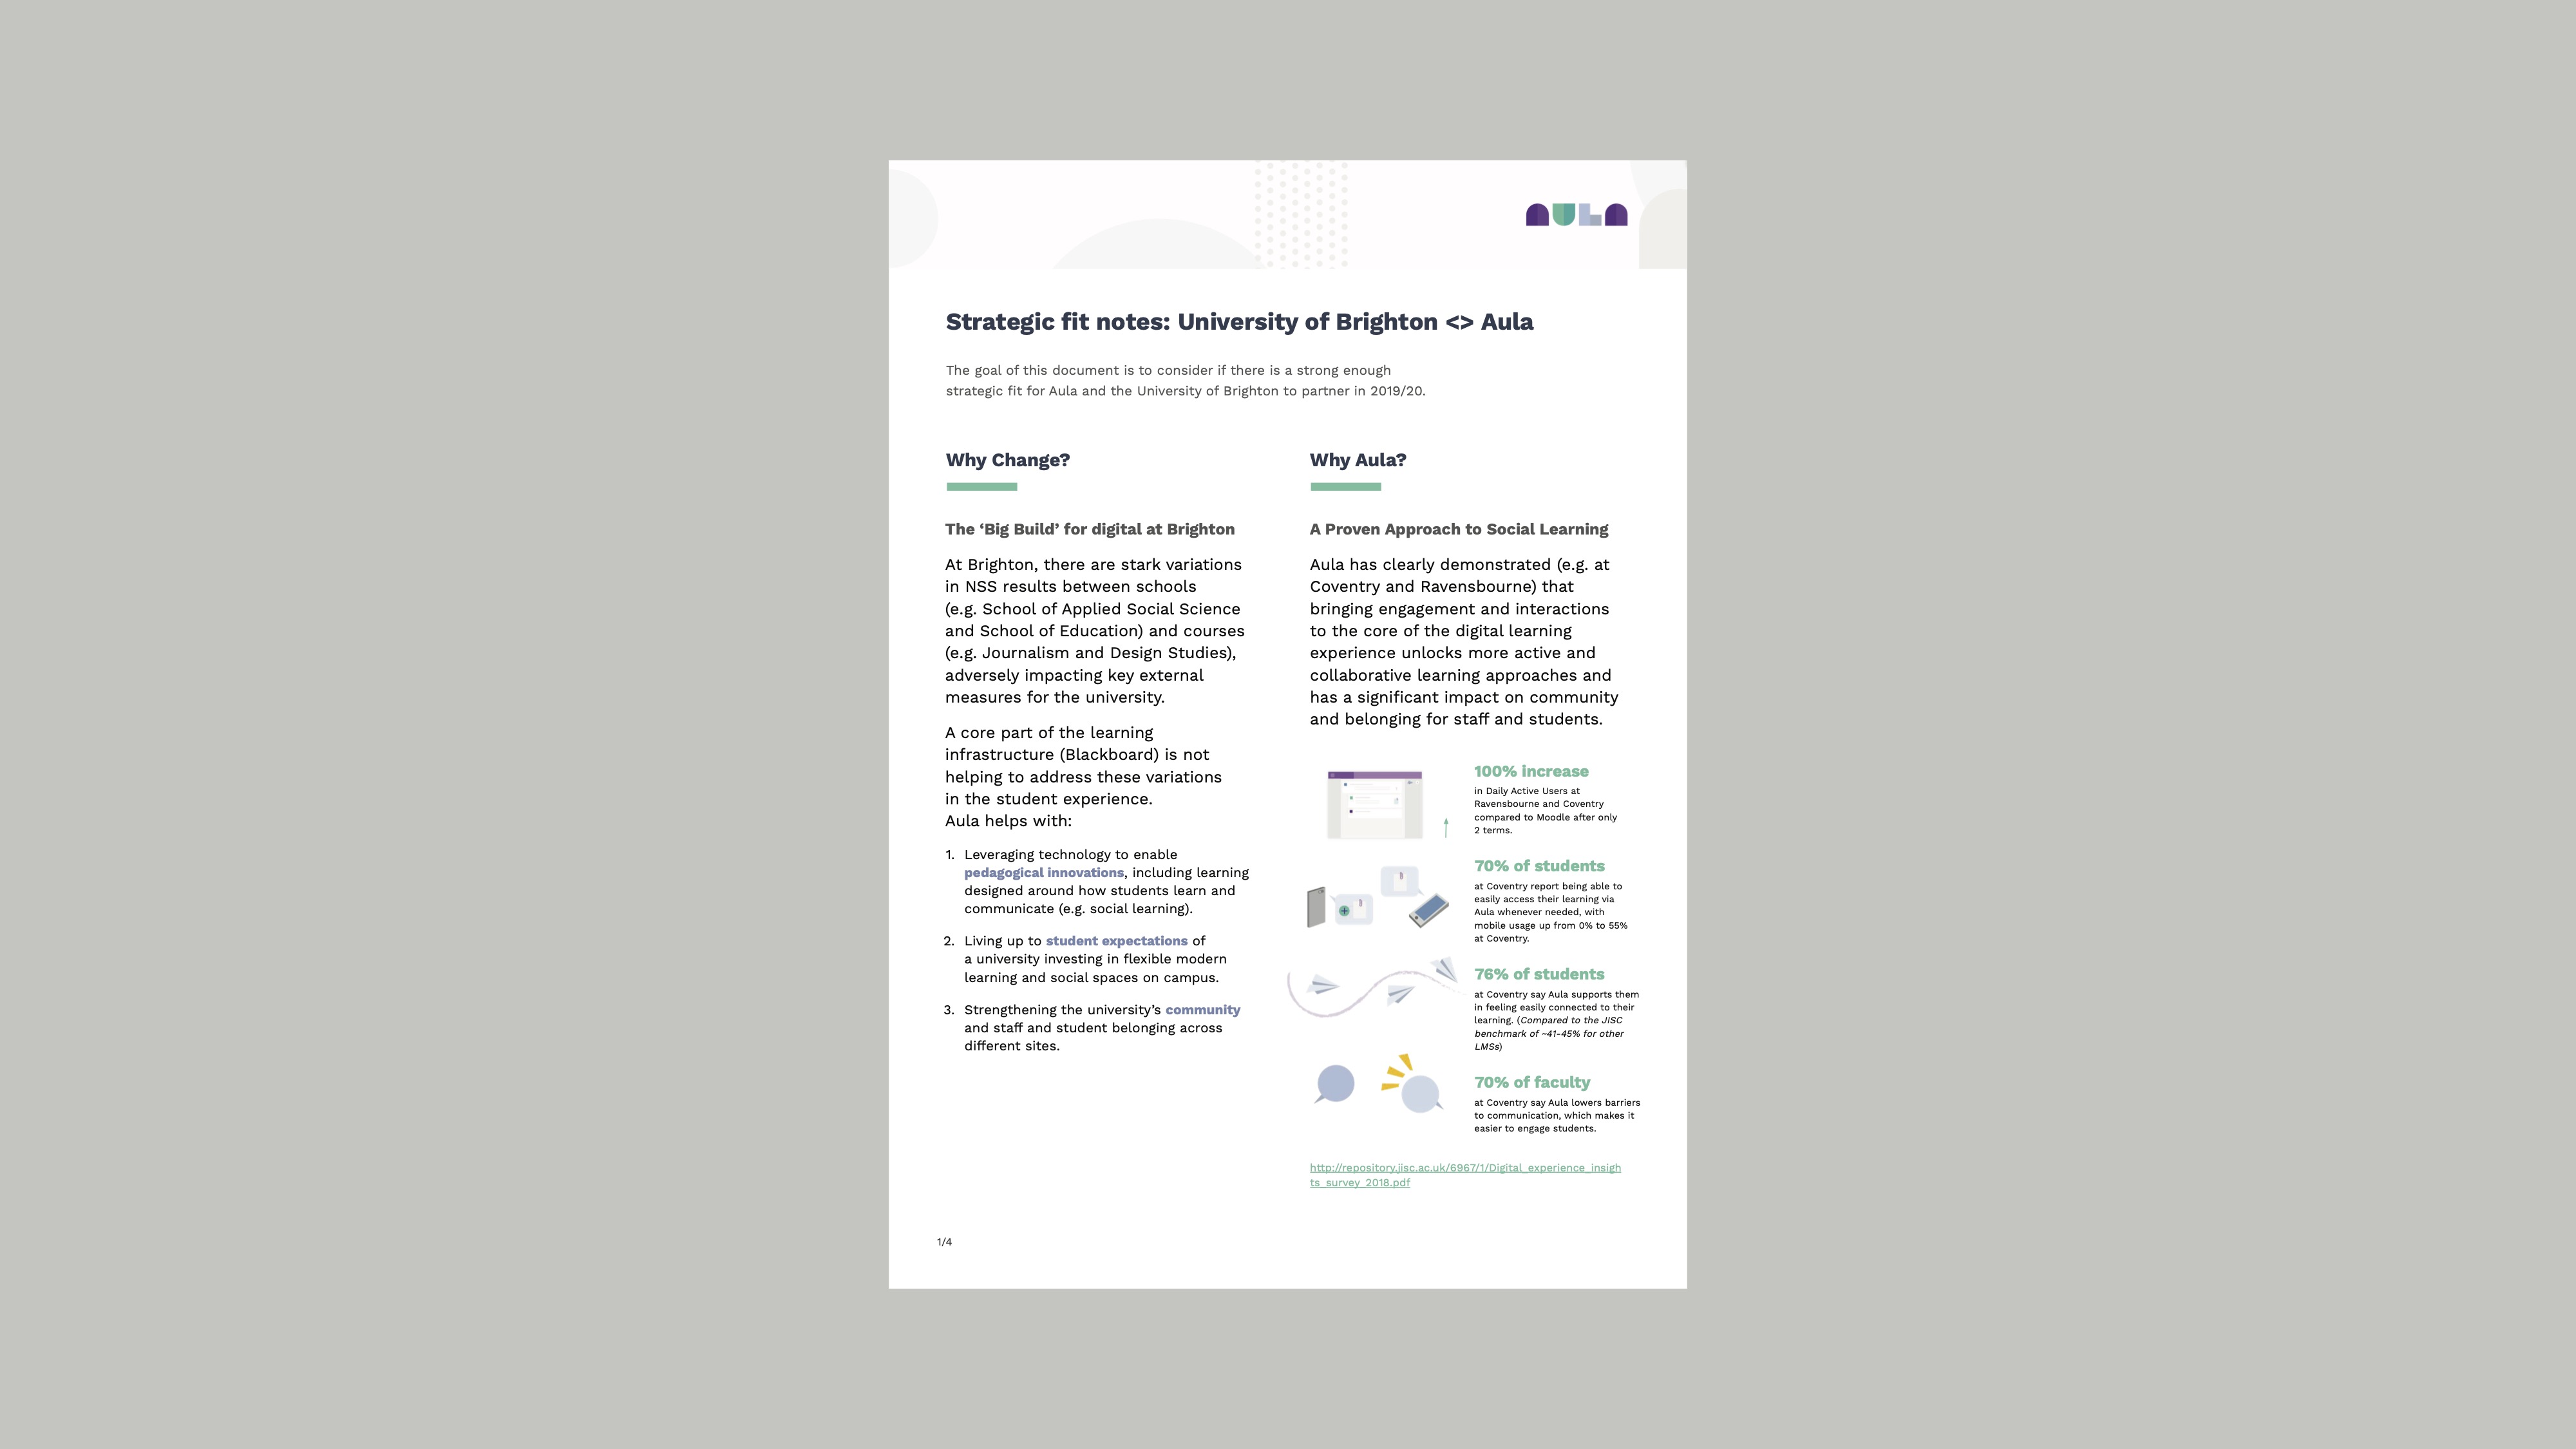 AULA
Strategic fit notes: University of Brighton <> Aula
The goal of this document is to consider if there is a strong enough
strategic fit for Aula and the University of Brighton to partner in 2019/20.
Why Change?
The ‘Big Build’ for digital at Brighton
At Brighton, there are stark variations
in NSS results between schools
(e.g. School of Applied Social Science
and School of Education) and courses
(e.g. Journalism and Design Studies),
adversely impacting key external
measures for the university.
A core part of the learning
infrastructure (Blackboard) is not
helping to address these variations
in the student experience.
Aula helps with:
1. Leveraging technology to enable
pedagogical innovations, including learning
designed around how students learn and
communicate (e.g. social learning).
2. Living up to student expectations of
a university investing in flexible modern
learning and social spaces on campus.
3. Strengthening the university’s community
and staff and student belonging across
different sites.
Why Aula?
A Proven Approach to Social Learning
Aula has clearly demonstrated (e.g. at
Coventry and Ravensbourne) that
bringing engagement and interactions
to the core of the digital learning
experience unlocks more active and
collaborative learning approaches and
has a significant impact on community
and belonging for staff and students.
100% increase
in Daily Active Users at
Ravensbourne and Coventry
compared to Moodle after only
2 terms.
70% of students
at Coventry report being able to
easily access their learning via
Aula whenever needed, with
mobile usage up from 0% to 55%
at Coventry.
76% of students
at Coventry say Aula supports them
in feeling easily connected to their
learning. (Compared to the JISC
benchmark of ~41-45% for other
LMSs)
70% of faculty
at Coventry say Aula lowers barriers
to communication, which makes it
easier to engage students.
http://repository.jisc.ac.uk/6967/1/Digital_experience_insigh
ts_survey_2018.pdf
1/4